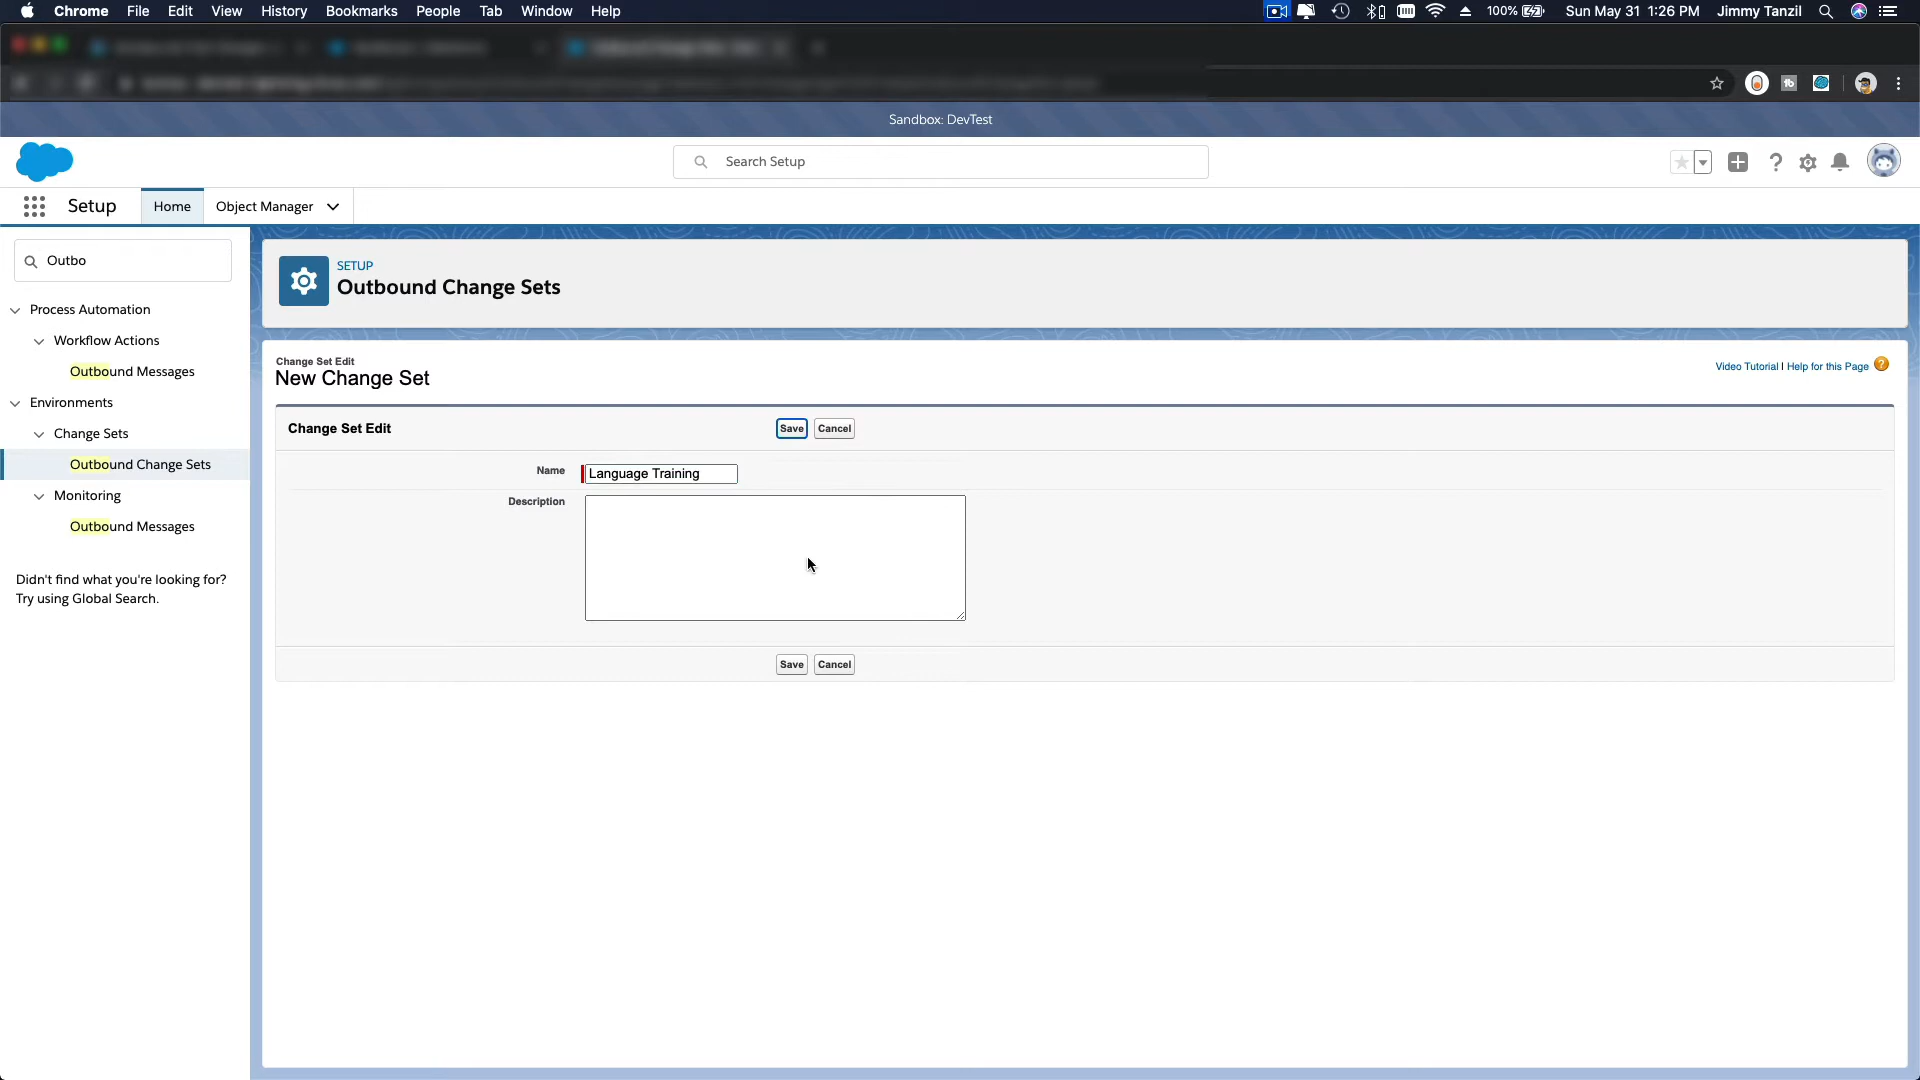 Chrome File Edit View History Bookmarks People Tab Window Help 100% Sun May 31 1:26 PM Jimmy Tanzil
Sandbox: DevTest
Search Setup
Setup Home Object Manager
Outbo
Process Automation
Workflow Actions
Outbound Messages
Environments
Change Sets
Outbound Change Sets
Monitoring
Outbound Messages
Didn't find what you're looking for?
Try using Global Search.
SETUP
Outbound Change Sets
Change Set Edit
New Change Set
Video Tutorial | Help for this Page ?
Change Set Edit Save Cancel
Name Language Training
Description
Save Cancel